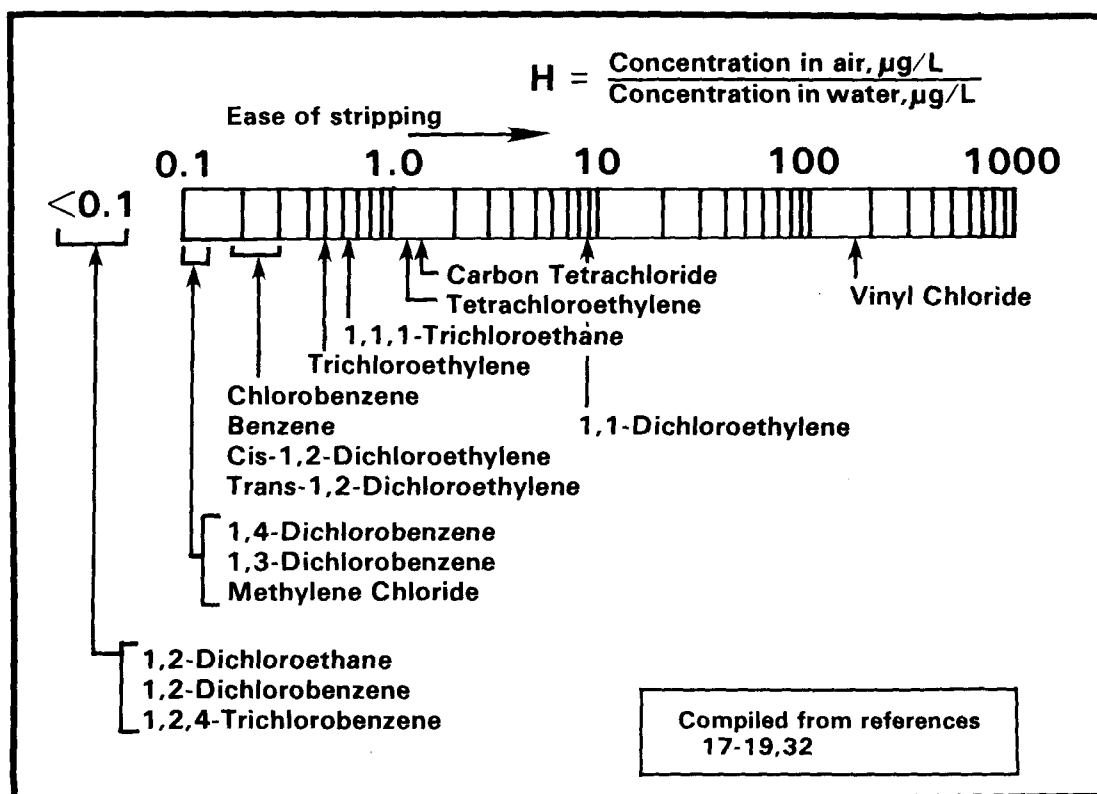 H = Concentration in air, µg/L
Concentration in water, µg/L
Ease of stripping
0.1 1.0 10 100 1000
<0.1
Carbon Tetrachloride
Tetrachloroethylene
Vinyl Chloride
1,1,1-Trichloroethane
Trichloroethylene
Chlorobenzene
Benzene
1,1-Dichloroethylene
Cis-1,2-Dichloroethylene
Trans-1,2-Dichloroethylene
1,4-Dichlorobenzene
1,3-Dichlorobenzene
Methylene Chloride
1,2-Dichloroethane
1,2-Dichlorobenzene
1,2,4-Trichlorobenzene
Compiled from references
17-19,32